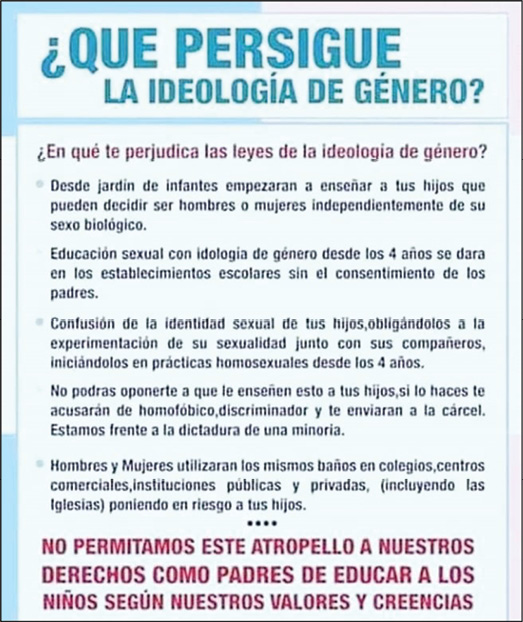 ¿QUE PERSIGUE
LA IDEOLOGÍA DE GÉNERO?
¿En qué te perjudica las leyes de la ideología de género?
Desde jardín de infantes empezaran a enseñar a tus hijos que
pueden decidir ser hombres o mujeres independientemente de su
sexo biológico.
Educación sexual con idología de género desde los 4 años se dara
en los establecimientos escolares sin el consentimiento de los
padres.
Confusión de la identidad sexual de tus hijos,obligándolos a la
experimentación de su sexualidad junto con sus compañeros,
iniciándolos en prácticas homosexuales desde los 4 años.
No podras oponerte a que le enseñen esto a tus hijos,si lo haces te
acusarán de homofóbico,discriminador y te enviaran a la cárcel.
Estamos frente a la dictadura de una minoria.
Hombres y Mujeres utilizaran los mismos baños en colegios,centros
comerciales,instituciones públicas y privadas, (incluyendo las
Iglesias) poniendo en riesgo a tus hijos.
NO PERMITAMOS ESTE ATROPELLO A NUESTROS
DERECHOS COMO PADRES DE EDUCAR A LOS
NIÑOS SEGÚN NUESTROS VALORES Y CREENCIAS